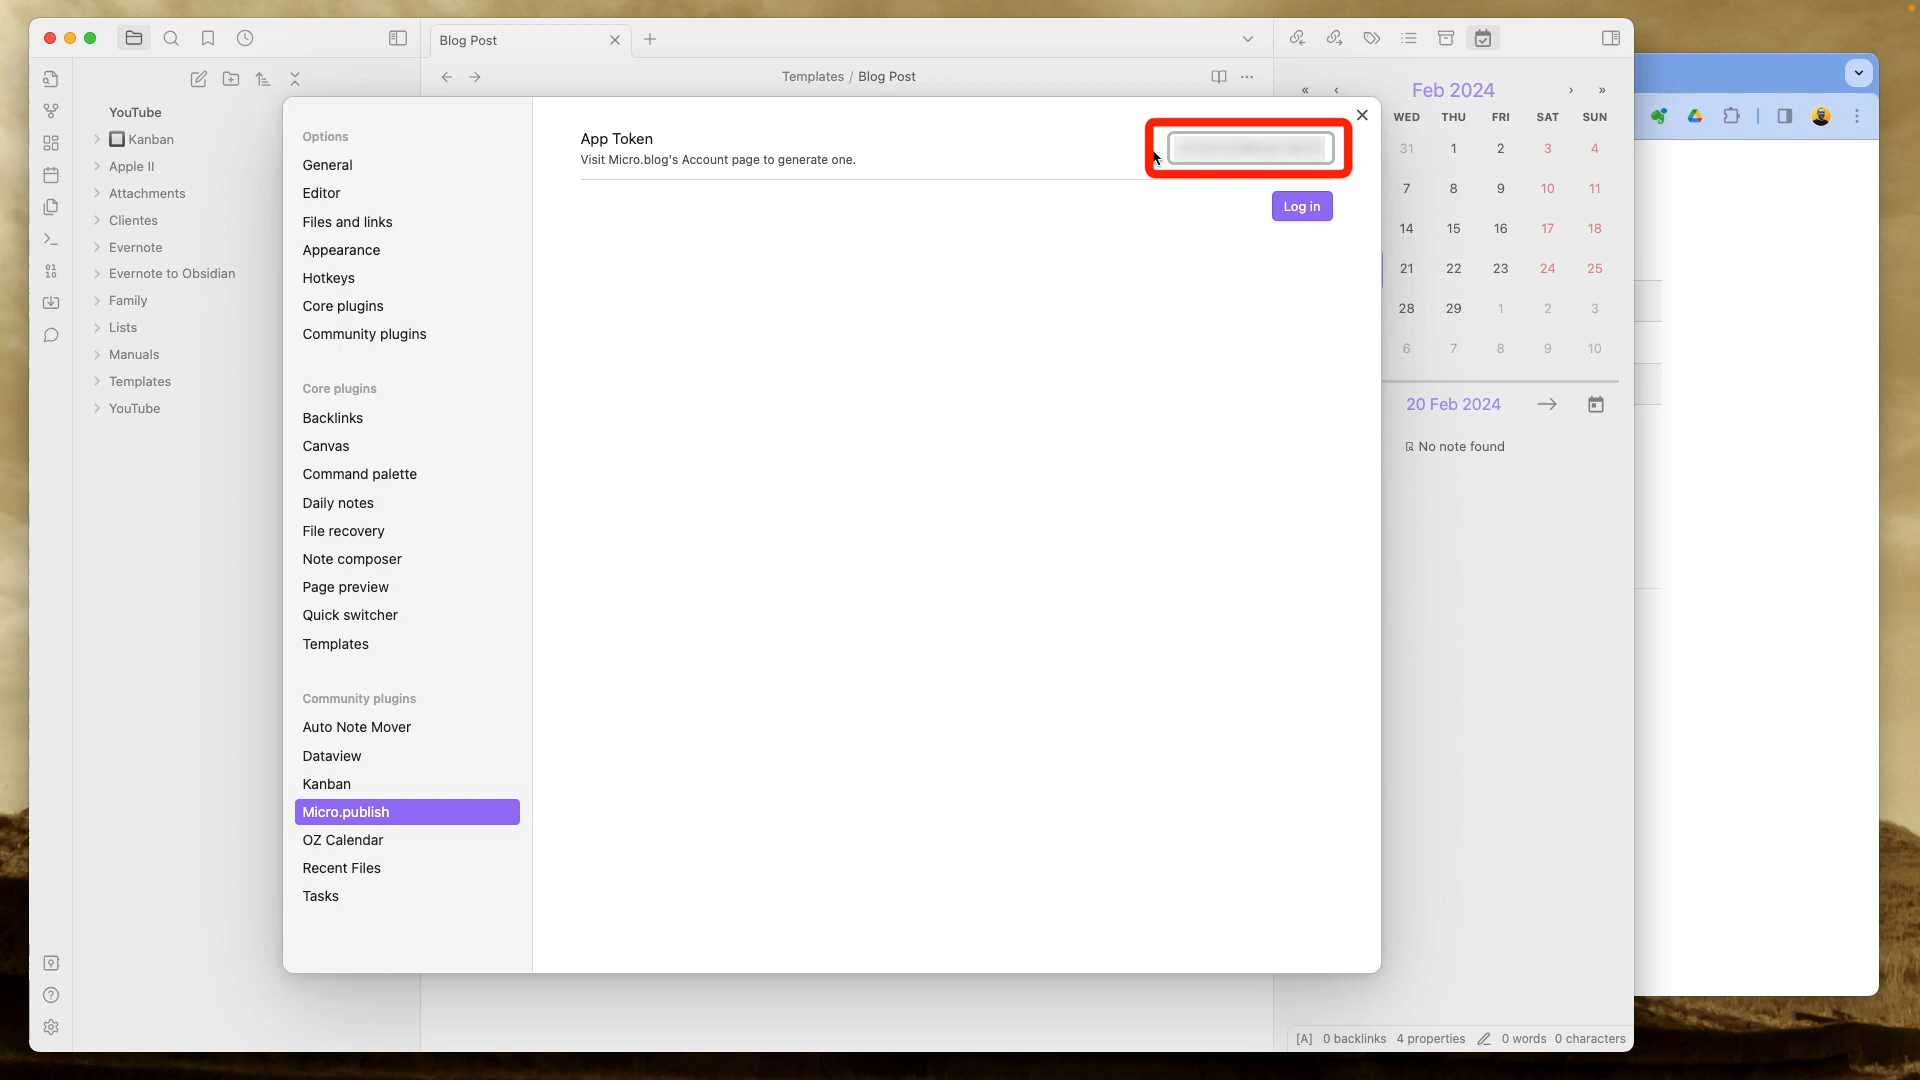 Blog Post
Templates / Blog Post
YouTube
Kanban
Apple II
Attachments
Clientes
Evernote
Evernote to Obsidian
Family
Lists
Manuals
Templates
YouTube
Options
General
Editor
Files and links
Appearance
Hotkeys
Core plugins
Community plugins
Core plugins
Backlinks
Canvas
Command palette
Daily notes
File recovery
Note composer
Page preview
Quick switcher
Templates
Community plugins
Auto Note Mover
Dataview
Kanban
Micro.publish
OZ Calendar
Recent Files
Tasks
App Token
Visit Micro.blog's Account page to generate one.
Log in
« ‹ Feb 2024 › »
WED THU FRI SAT SUN
31 1 2 3 4
7 8 9 10 11
14 15 16 17 18
21 22 23 24 25
28 29 1 2 3
6 7 8 9 10
20 Feb 2024
No note found
[A] 0 backlinks 4 properties 0 words 0 characters